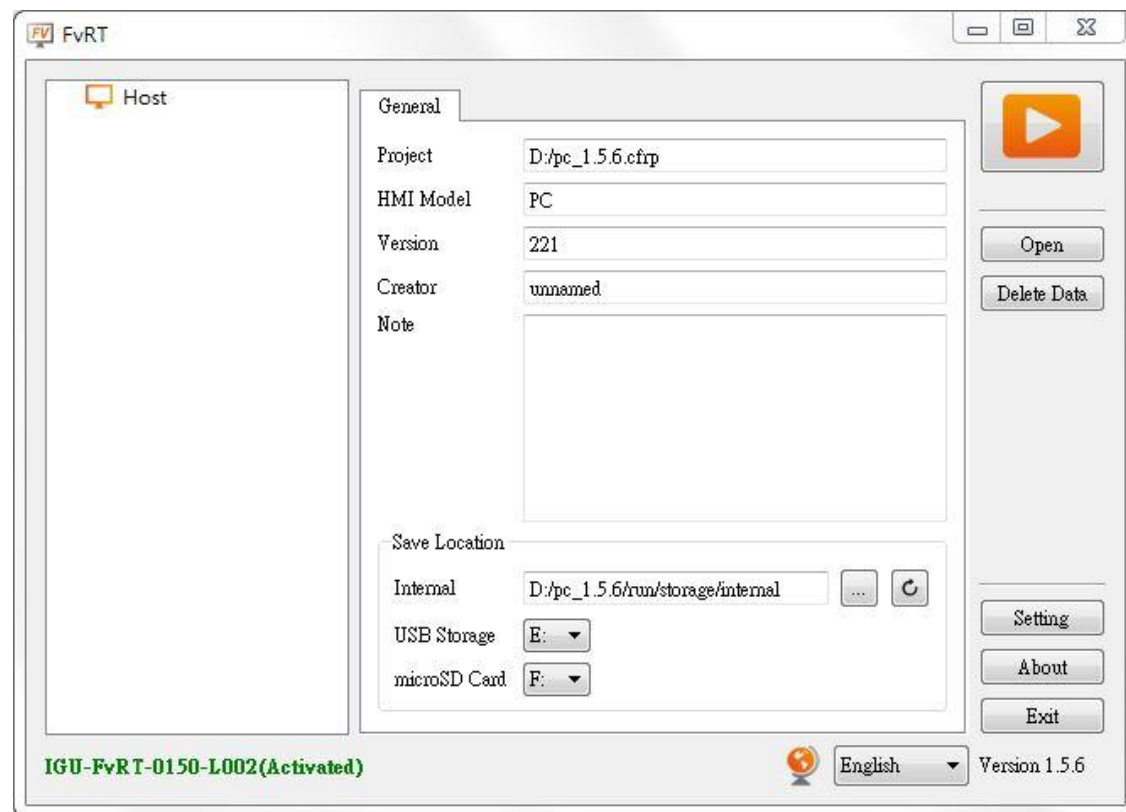 FV FvRT
Host
General
Project D:/pc_1.5.6.cfrp
HMI Model PC
Version 221
Creator unnamed
Note
Save Location
Internal D:/pc_1.5.6/run/storage/internal ...
USB Storage E:
microSD Card F:
Open
Delete Data
Setting
About
Exit
IGU-FvRT-0150-L002(Activated)
English Version 1.5.6